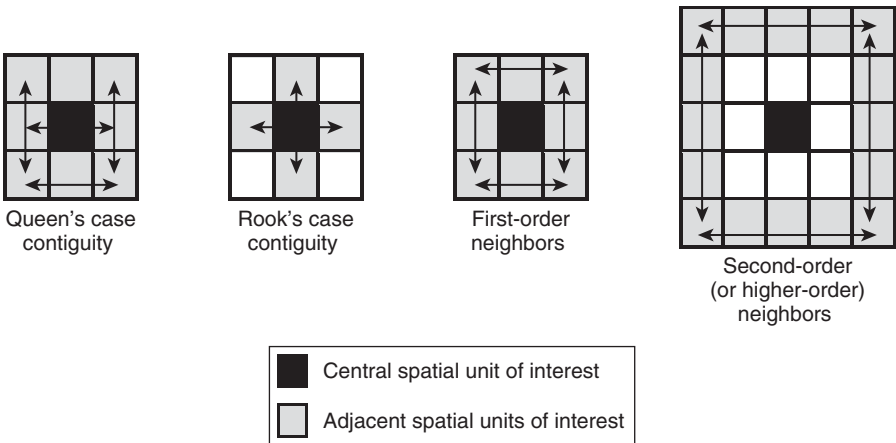 Queen’s case
contiguity
Rook’s case
contiguity
First-order
neighbors
Second-order
(or higher-order)
neighbors
Central spatial unit of interest
Adjacent spatial units of interest